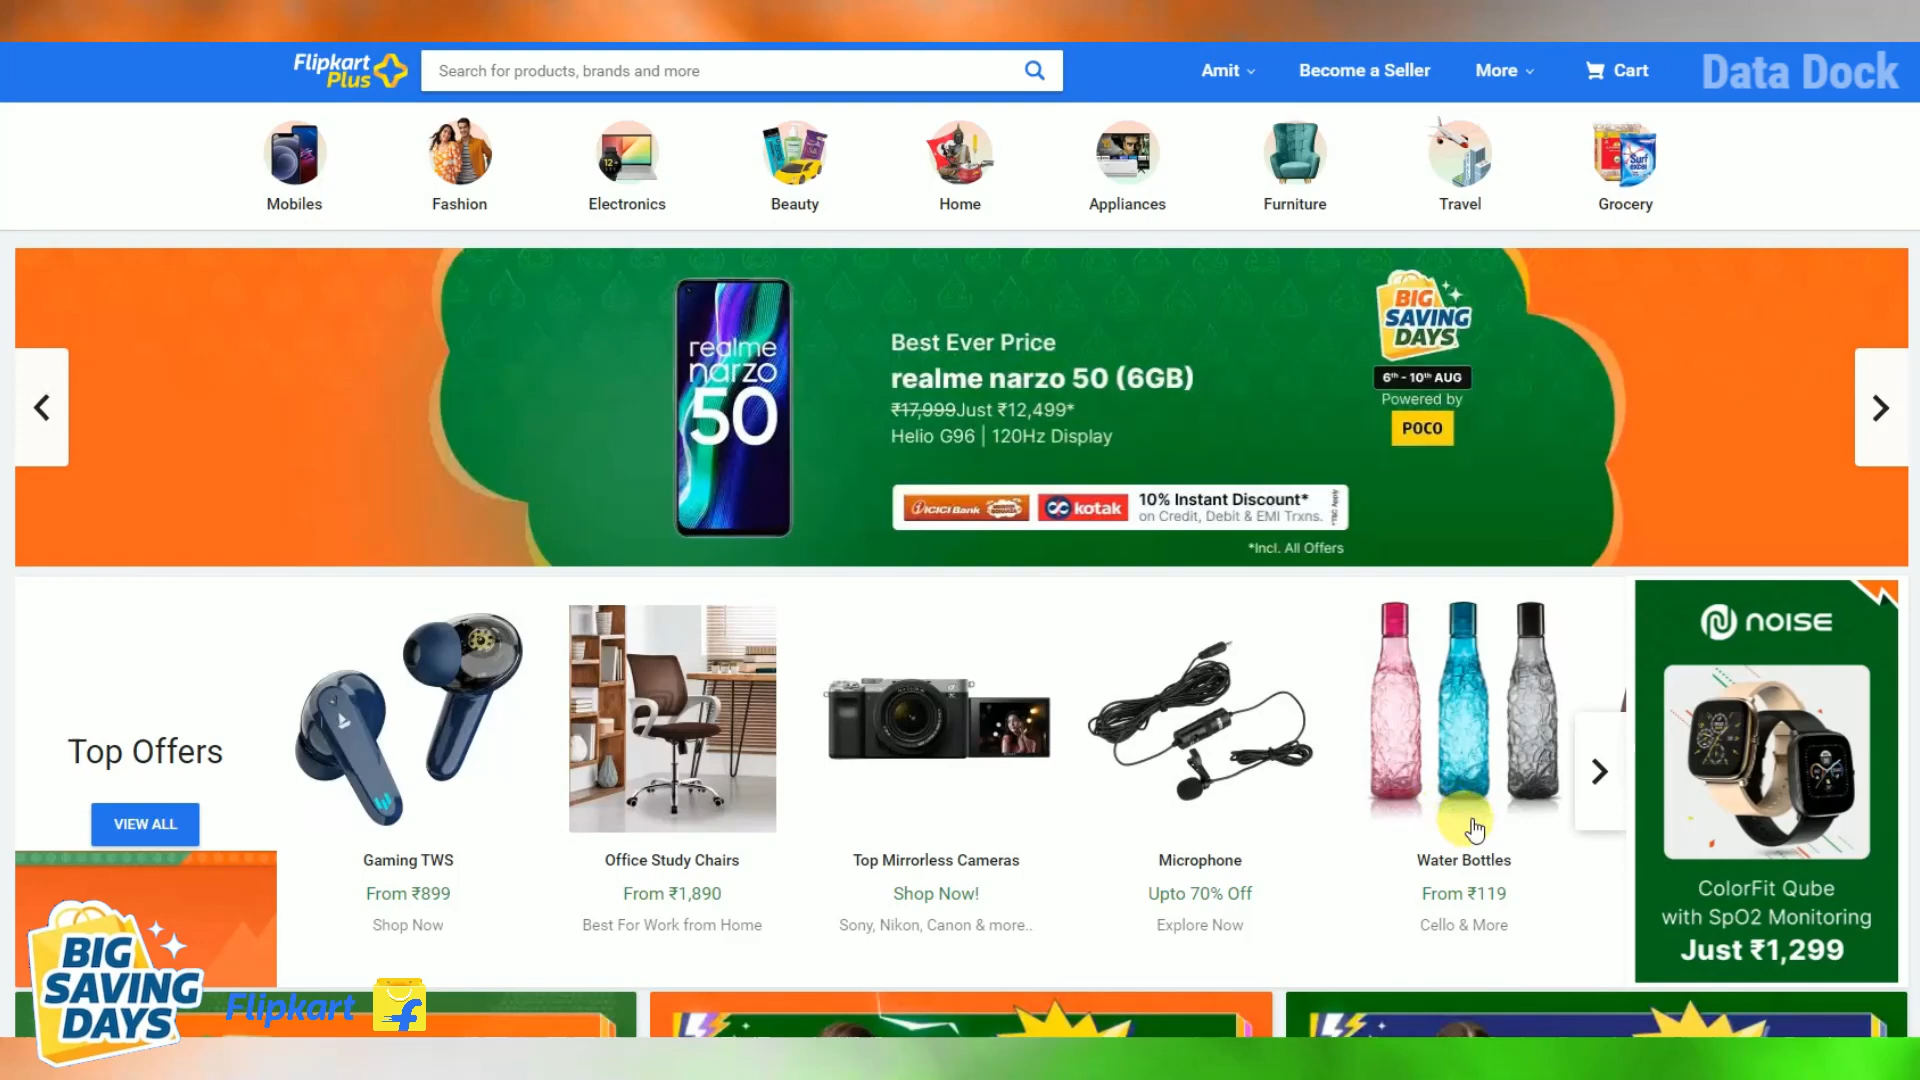 Flipkart
Plus
Search for products, brands and more
Amit
Become a Seller
More
Cart
Data Dock
Mobiles
Fashion
Electronics
Beauty
Home
Appliances
Furniture
Travel
Grocery
realme
narzo
50
Best Ever Price
realme narzo 50 (6GB)
₹17,999Just ₹12,499*
Helio G96 | 120Hz Display
ICICI Bank
kotak
10% Instant Discount*
on Credit, Debit & EMI Trxns.
*T&C Apply
*Incl. All Offers
BIG
SAVING
DAYS
6th - 10th AUG
Powered by
POCO
Top Offers
VIEW ALL
Gaming TWS
From ₹899
Shop Now
Office Study Chairs
From ₹1,890
Best For Work from Home
Top Mirrorless Cameras
Shop Now!
Sony, Nikon, Canon & more..
Microphone
Upto 70% Off
Explore Now
Water Bottles
From ₹119
Cello & More
NOISE
ColorFit Qube
with SpO2 Monitoring
Just ₹1,299
BIG
SAVING
DAYS
Flipkart